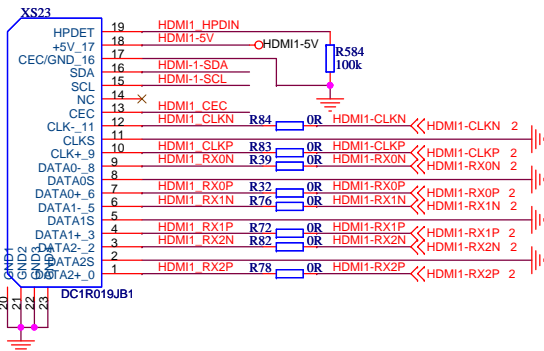 XS23
HPDET 19 HDMI1_HPDIN
+5V_17 18 HDMI1-5V HDMI1-5V R584
CEC/GND_16 17 100k
SDA 16 HDMI-1-SDA
SCL 15 HDMI-1-SCL
NC 14
CEC 13 HDMI1_CEC
CLK-_11 12 HDMI1_CLKN R84 0R HDMI1-CLKN HDMI1-CLKN 2
CLKS 11
CLK+_9 10 HDMI1_CLKP R83 0R HDMI1-CLKP HDMI1-CLKP 2
DATA0-_8 9 HDMI1_RX0N R39 0R HDMI1-RX0N HDMI1-RX0N 2
DATA0S 8
DATA0+_6 7 HDMI1_RX0P R32 0R HDMI1-RX0P HDMI1-RX0P 2
DATA1-_5 6 HDMI1_RX1N R76 0R HDMI1-RX1N HDMI1-RX1N 2
DATA1S 5
DATA1+_3 4 HDMI1_RX1P R72 0R HDMI1-RX1P HDMI1-RX1P 2
DATA2-_2 3 HDMI1_RX2N R82 0R HDMI1-RX2N HDMI1-RX2N 2
DATA2S 2
DATA2+_0 1 HDMI1_RX2P R78 0R HDMI1-RX2P HDMI1-RX2P 2
GND1 GND2 GND3
DC1R019JB1
20 21 22 23